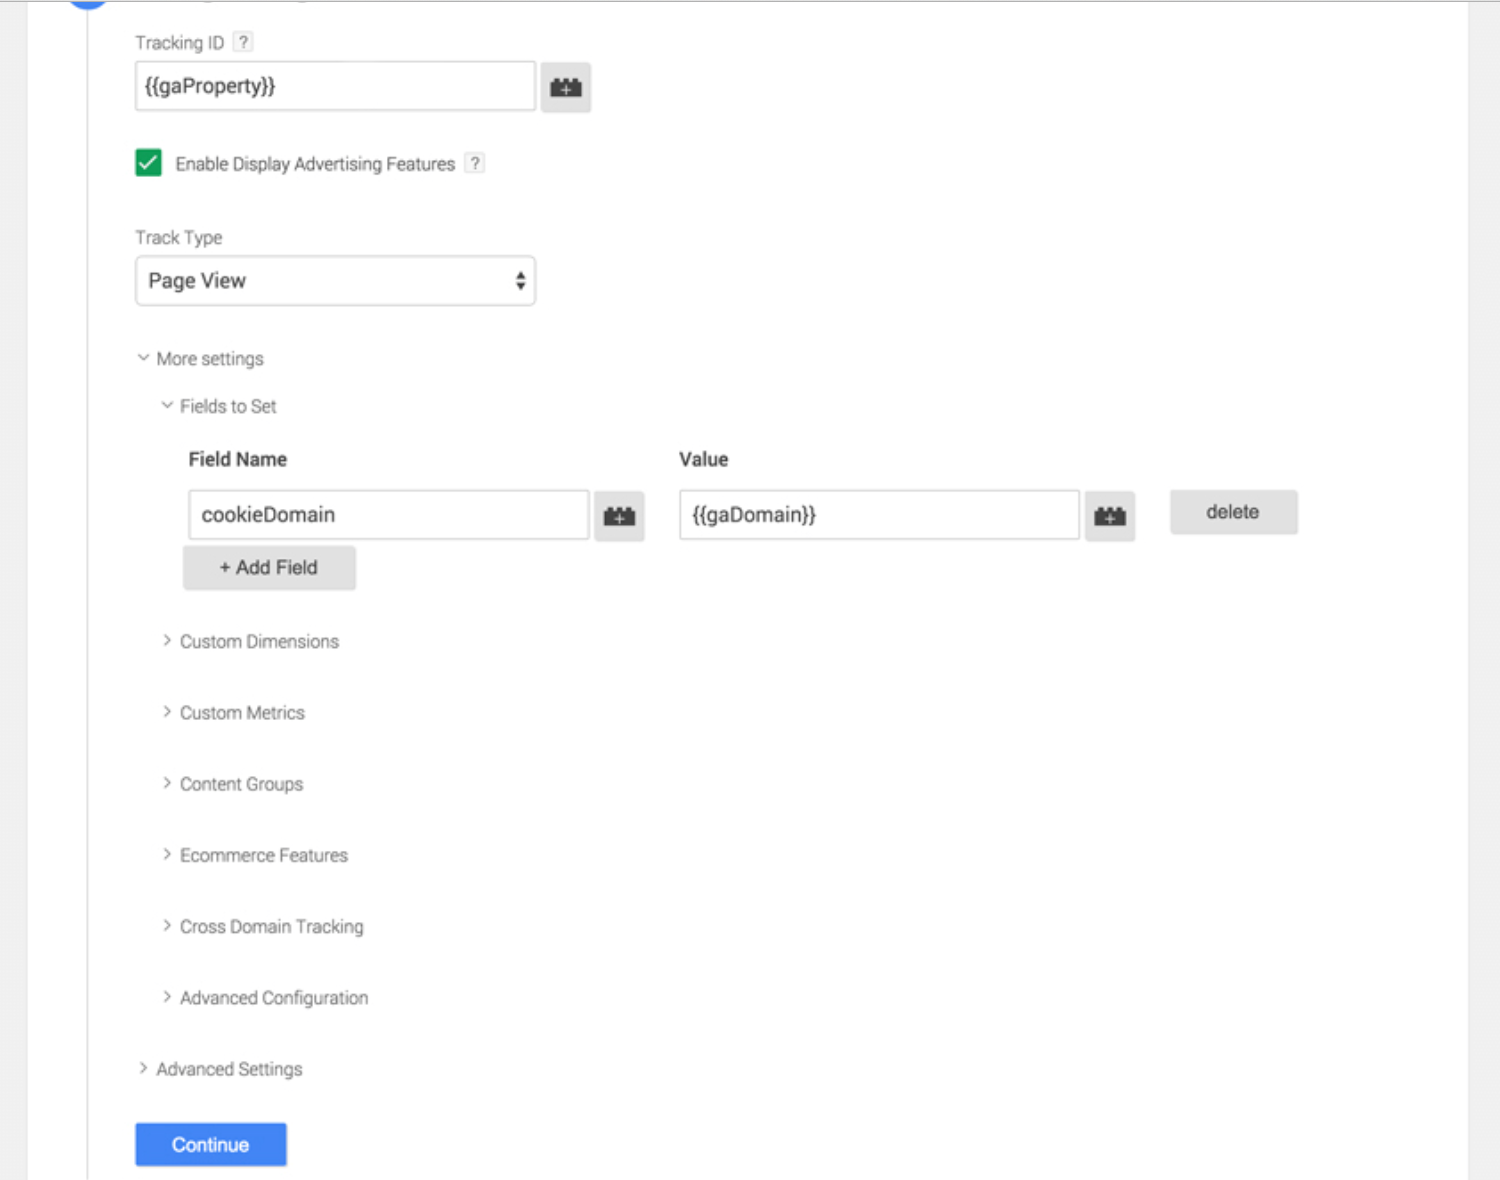 Tracking ID ?
{{gaProperty}}
Enable Display Advertising Features ?
Track Type
Page View
More settings
Fields to Set
Field Name Value
cookieDomain {{gaDomain}} delete
+ Add Field
Custom Dimensions
Custom Metrics
Content Groups
Ecommerce Features
Cross Domain Tracking
Advanced Configuration
Advanced Settings
Continue